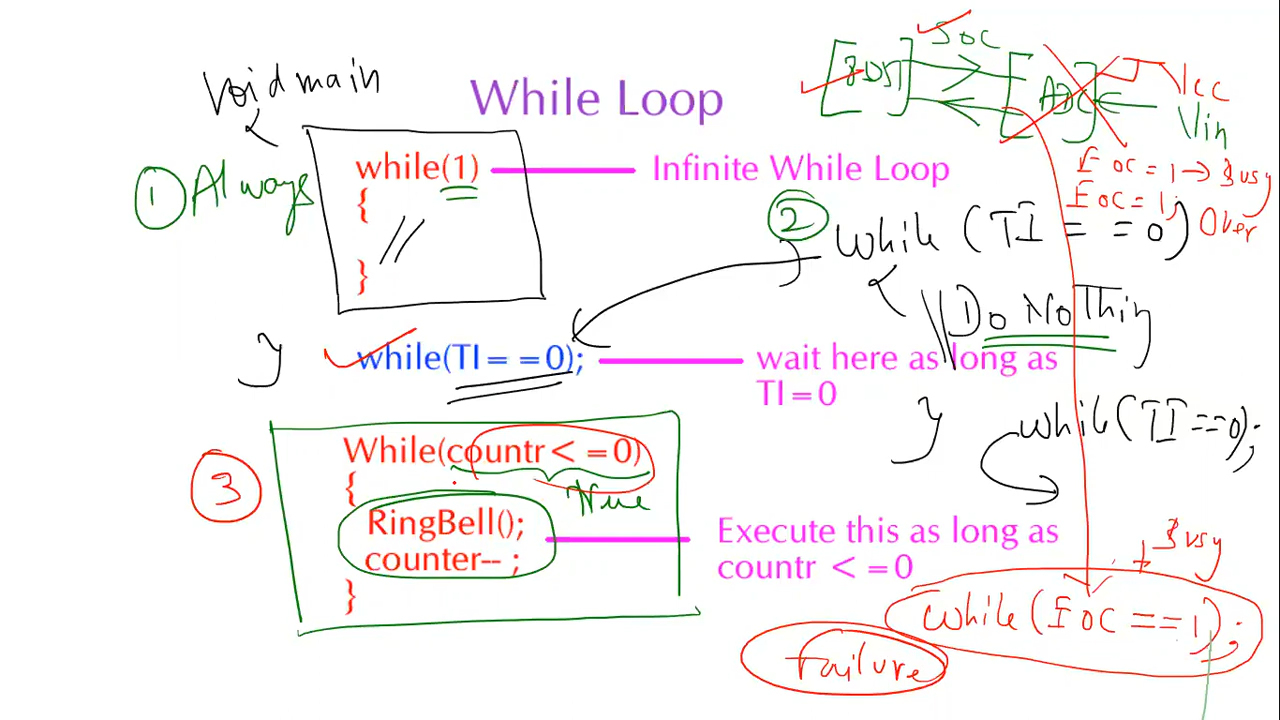 void main
While Loop
SOC
8051
ADC
Vcc
Vin
EOC = 1 → Busy
EOC = 1; Over
① Always
while(1)
Infinite While Loop
{
//
}
②
while (TI = = 0)
{
// Do NoThin
}
while(TI= =0);
wait here as long as
TI=0
while(TI==0);
③
While(countr< =0)
{
True
RingBell();
counter-- ;
}
Execute this as long as
countr < =0
Busy
while(EOC ==1);
failure